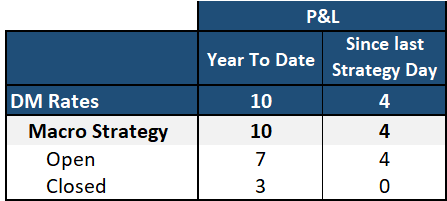 P&L
Year To Date
Since last
Strategy Day
DM Rates 10 4
Macro Strategy 10 4
Open 7 4
Closed 3 0